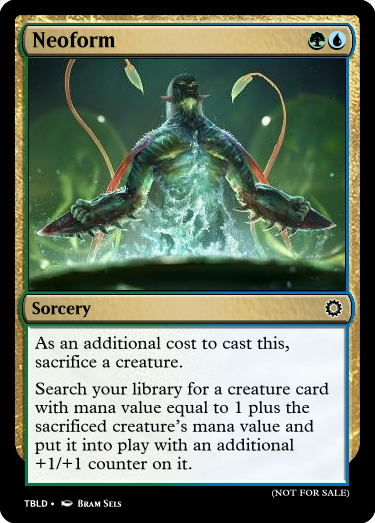 Neoform
Sorcery
As an additional cost to cast this,
sacrifice a creature.
Search your library for a creature card
with mana value equal to 1 plus the
sacrificed creature's mana value and
put it into play with an additional
+1/+1 counter on it.
(NOT FOR SALE)
TBLD • Bram Sels